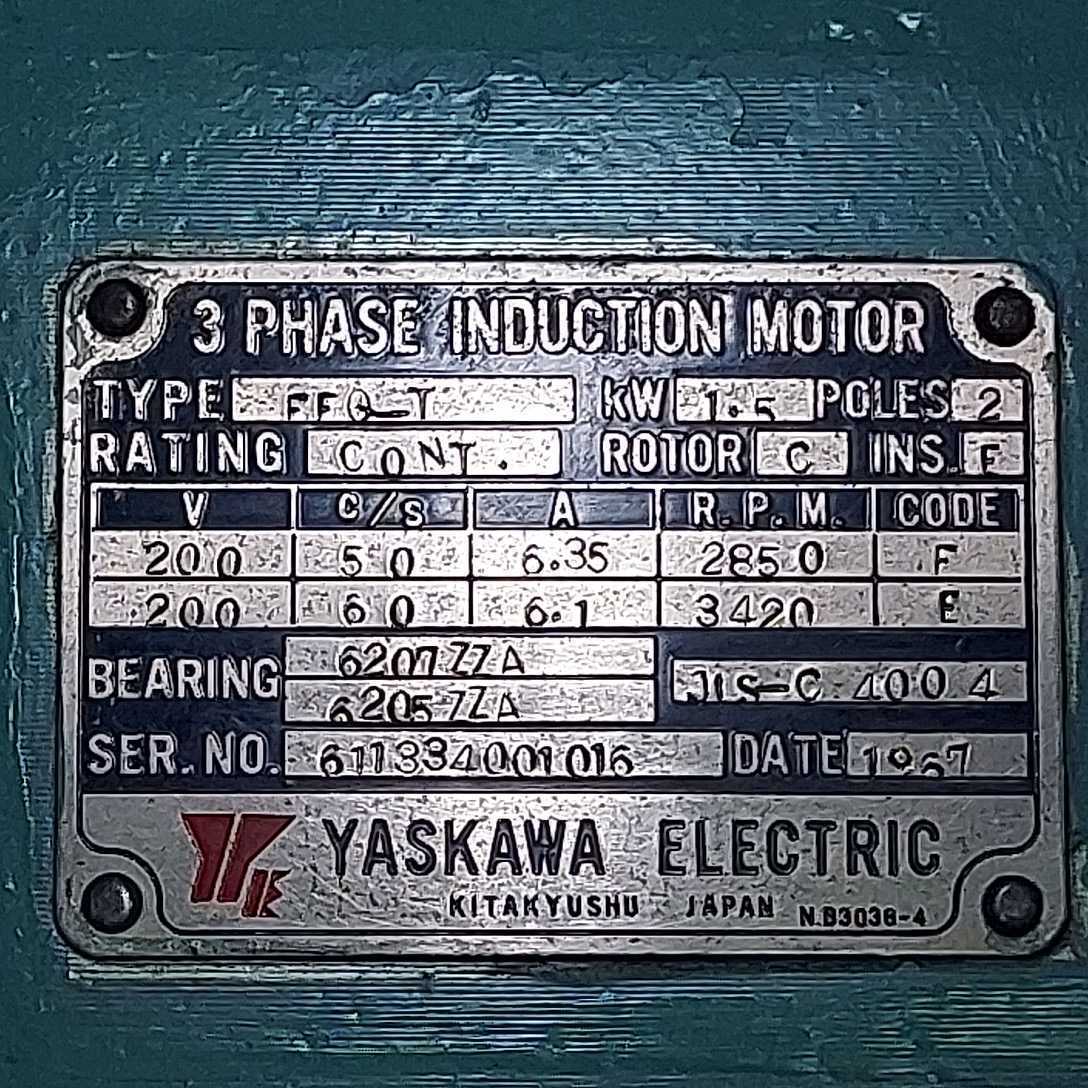 3 PHASE INDUCTION MOTOR
TYPE FEQ-T KW 1.5 POLES 2
RATING CONT. ROTOR C INS. F
V C/s A R.P.M. CODE
200 50 6.35 2850 F
200 60 6.1 3420 E
BEARING 6207ZZA
6205ZZA JIS-C 4004
SER. NO. 611334001016 DATE 1967
YASKAWA ELECTRIC
KITAKYUSHU JAPAN N.B3038-4